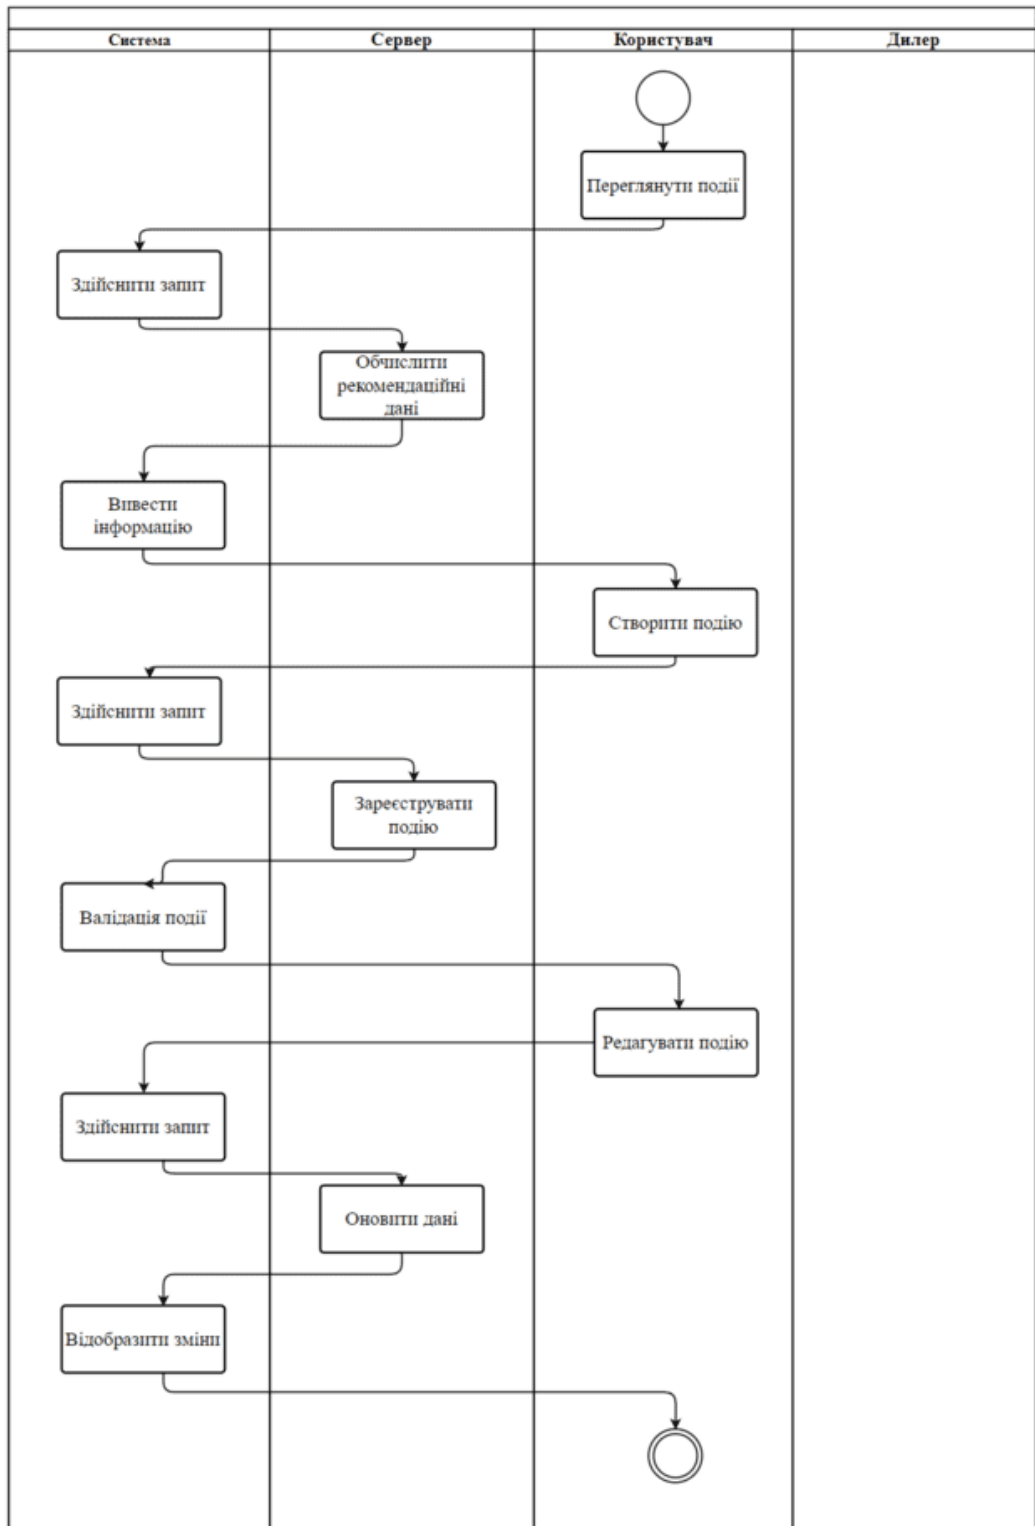 Система
Сервер
Користувач
Дилер
Переглянути події
Здійснити запит
Обчислити
рекомендаційні
дані
Вивести
інформацію
Створити подію
Здійснити запит
Зареєструвати
подію
Валідація події
Редагувати подію
Здійснити запит
Оновити дані
Відобразити зміни